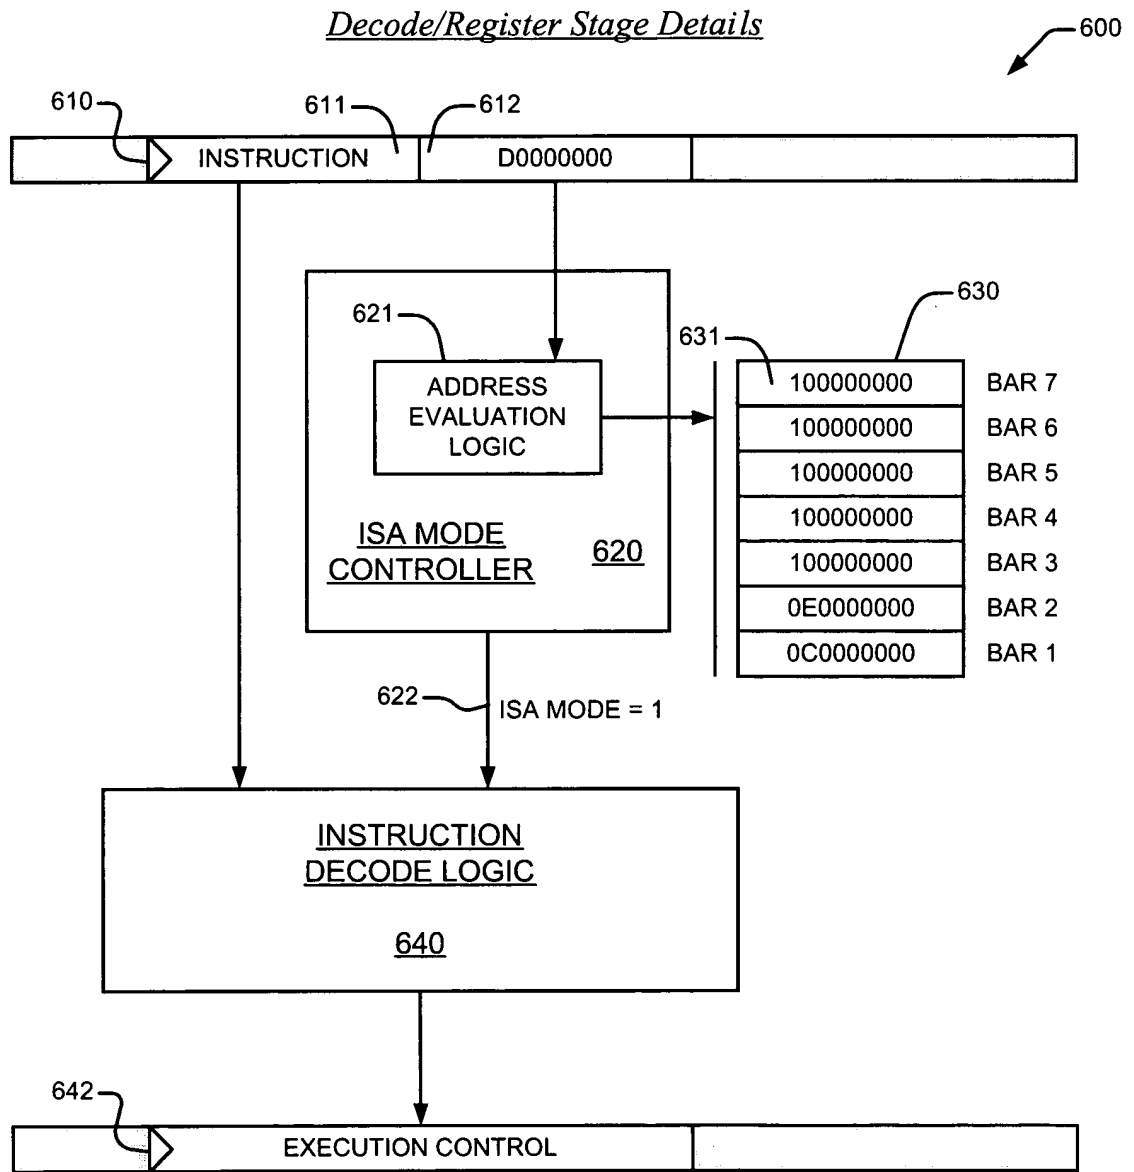 Decode/Register Stage Details
600
610
611
612
INSTRUCTION
D0000000
621
630
631
ADDRESS
EVALUATION
LOGIC
100000000 BAR 7
100000000 BAR 6
100000000 BAR 5
100000000 BAR 4
100000000 BAR 3
0E0000000 BAR 2
0C0000000 BAR 1
ISA MODE
CONTROLLER
620
622
ISA MODE = 1
INSTRUCTION
DECODE LOGIC
640
642
EXECUTION CONTROL